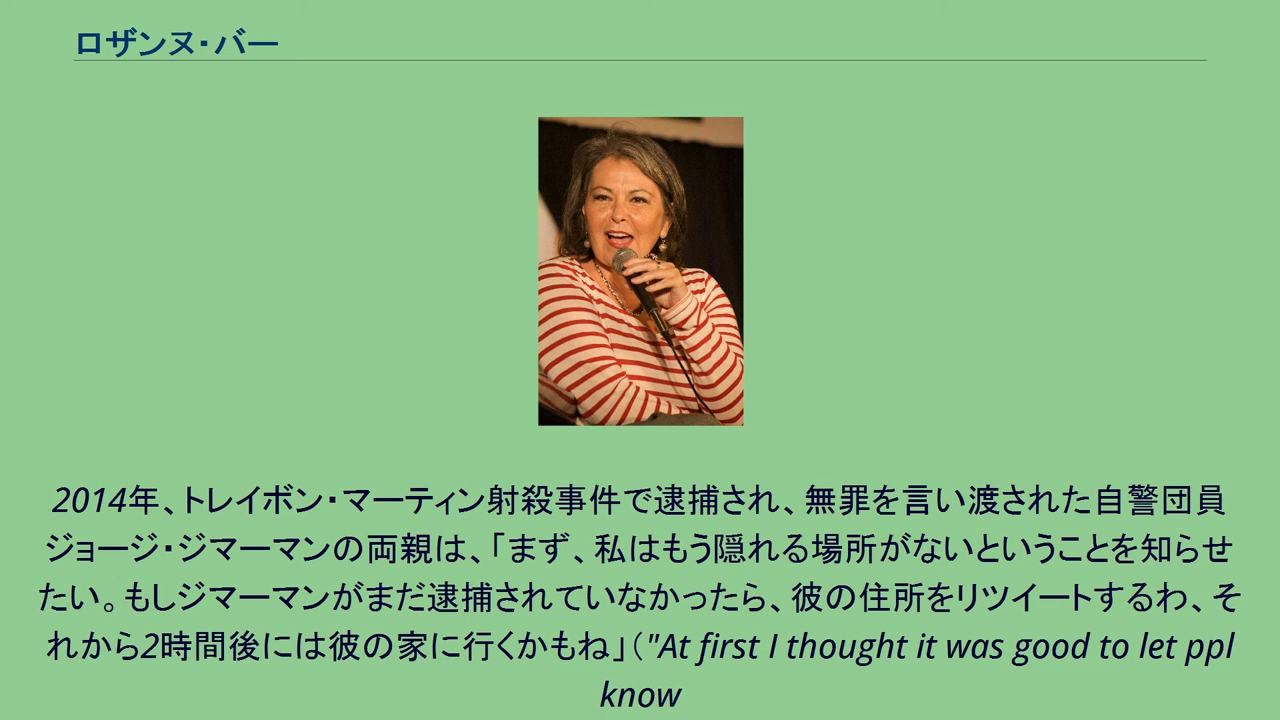 ロザンヌ・バー
2014年、トレイボン・マーティン射殺事件で逮捕され、無罪を言い渡された自警団員
ジョージ・ジマーマンの両親は、「まず、私はもう隠れる場所がないということを知らせ
たい。もしジマーマンがまだ逮捕されていなかったら、彼の住所をリツイートするわ、そ
れから2時間後には彼の家に行くかもね」（"At first I thought it was good to let ppl
know